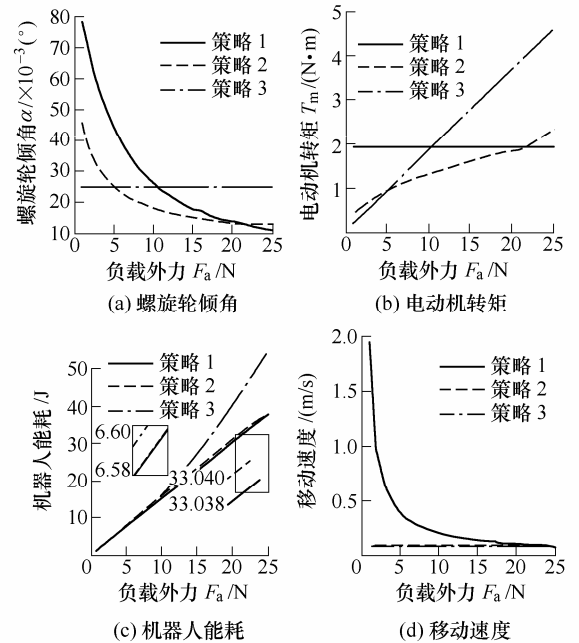 螺旋轮倾角α/×10⁻³(°)
80
70
60
50
40
30
20
10
策略 1
策略 2
策略 3
0 5 10 15 20 25
负载外力 Fa/N
(a) 螺旋轮倾角
电动机转矩 Tm/(N·m)
5
4
3
2
1
策略 1
策略 2
策略 3
0 5 10 15 20 25
负载外力 Fa/N
(b) 电动机转矩
机器人能耗/J
50
40
30
20
10
策略 1
策略 2
策略 3
6.60
6.58
33.040
33.038
0 5 10 15 20 25
负载外力 Fa/N
(c) 机器人能耗
移动速度/(m/s)
2.0
1.5
1.0
0.5
策略 1
策略 2
策略 3
0 5 10 15 20 25
负载外力 Fa/N
(d) 移动速度